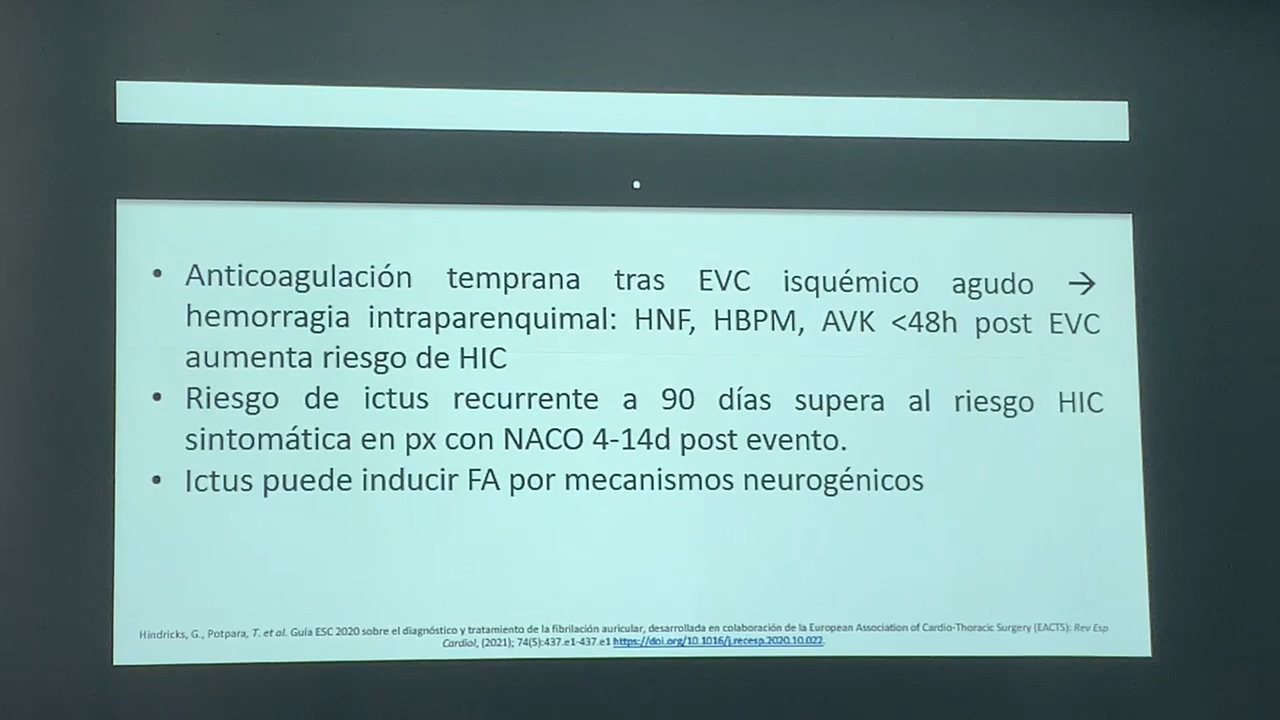 • Anticoagulación temprana tras EVC isquémico agudo →
hemorragia intraparenquimal: HNF, HBPM, AVK <48h post EVC
aumenta riesgo de HIC
• Riesgo de ictus recurrente a 90 días supera al riesgo HIC
sintomática en px con NACO 4-14d post evento.
• Ictus puede inducir FA por mecanismos neurogénicos
Hindricks, G., Potpara, T. et al. Guía ESC 2020 sobre el diagnóstico y tratamiento de la fibrilación auricular, desarrollada en colaboración de la European Association of Cardio-Thoracic Surgery (EACTS): Rev Esp
Cardiol, (2021); 74(5):437.e1-437.e1 https://doi.org/10.1016/j.recesp.2020.10.022.